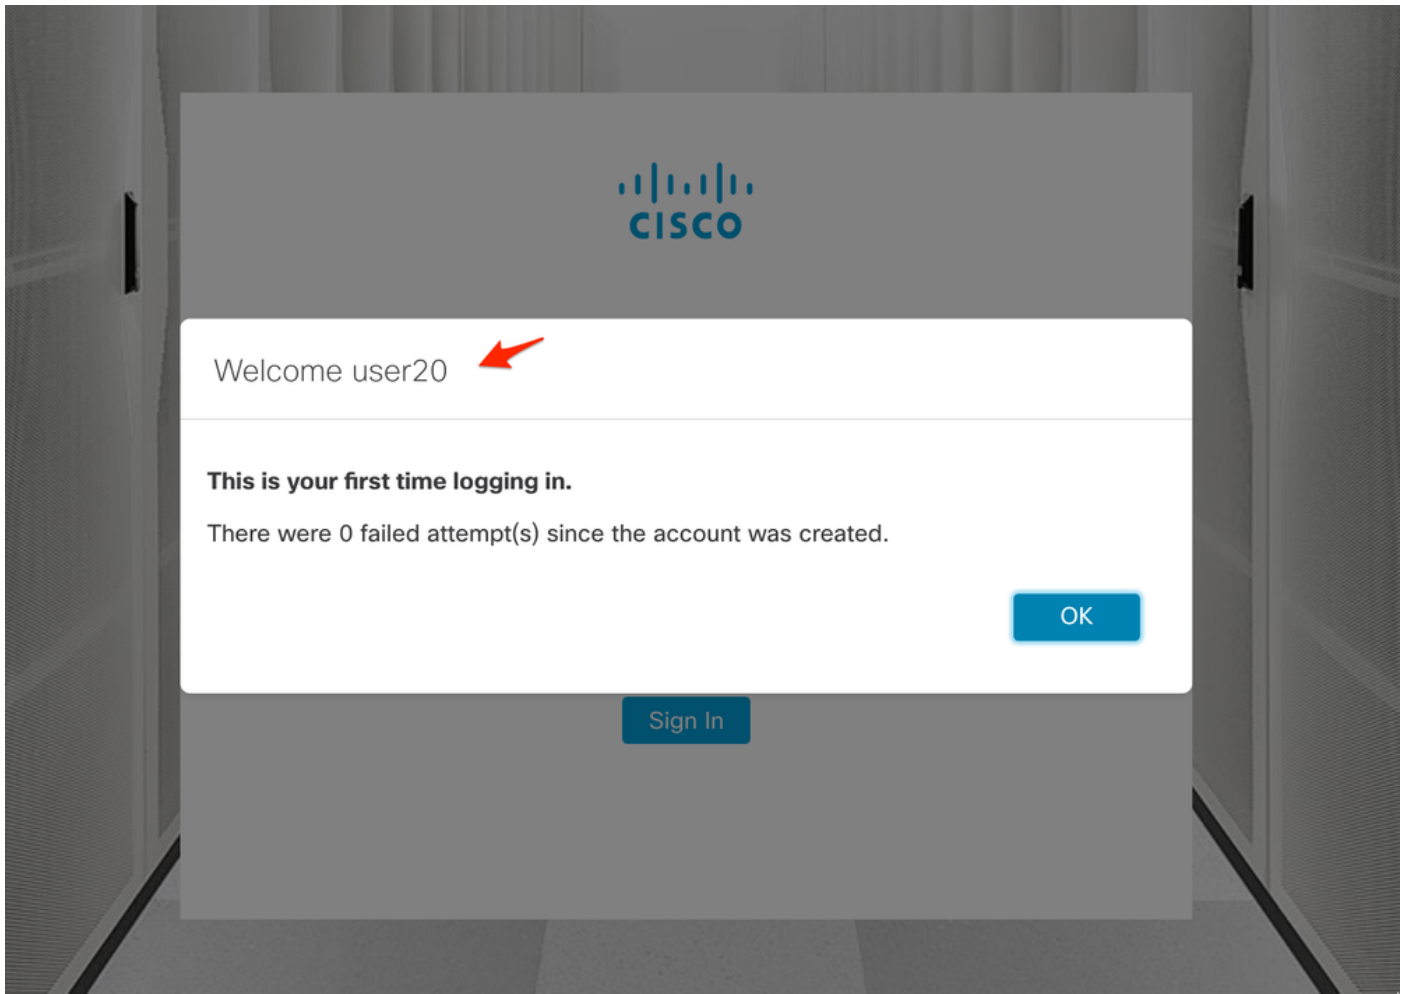 CISCO
Welcome user20
This is your first time logging in.
There were 0 failed attempt(s) since the account was created.
OK
Sign In